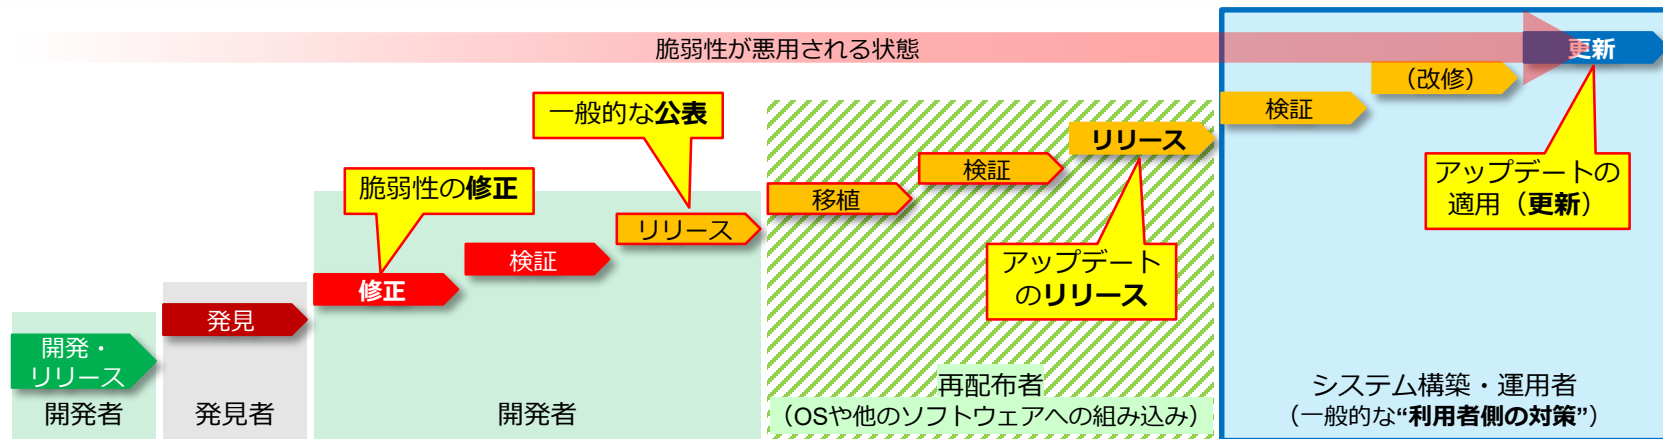 脆弱性が悪用される状態
更新
(改修)
検証
一般的な公表
リリース
検証
移植
アップデートの
適用（更新）
脆弱性の修正
リリース
検証
修正
アップデート
のリリース
発見
開発・
リリース
開発者
発見者
開発者
再配布者
（OSや他のソフトウェアへの組み込み）
システム構築・運用者
（一般的な“利用者側の対策”）